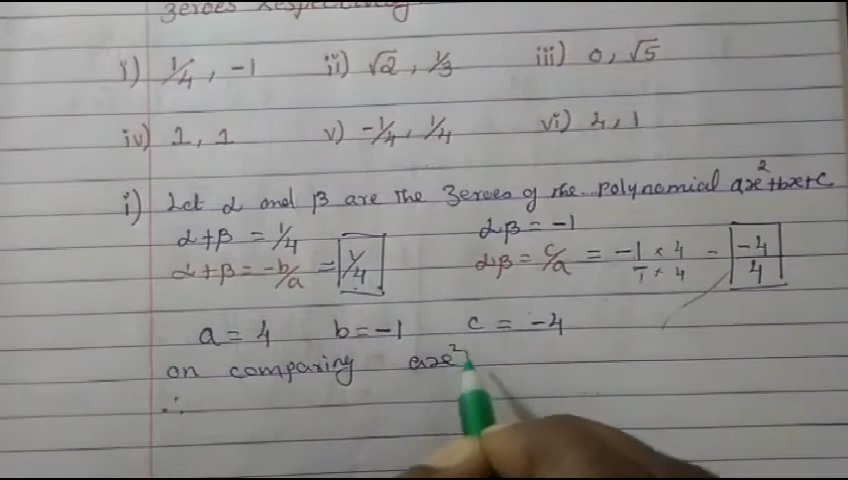 zeroes respectively
i) 1/4, -1 ii) √2, 1/3 iii) 0, √5
iv) 1, 1 v) -1/4, 1/4 vi) 4, 1
i) Let α and β are the zeroes of the polynomial ax²+bx+c
α+β = 1/4 αβ = -1
α+β = -b/a = 1/4 αβ = c/a = -1 × 4 / 1 × 4 = -4/4
a = 4 b = -1 c = -4
on comparing ax²
∴